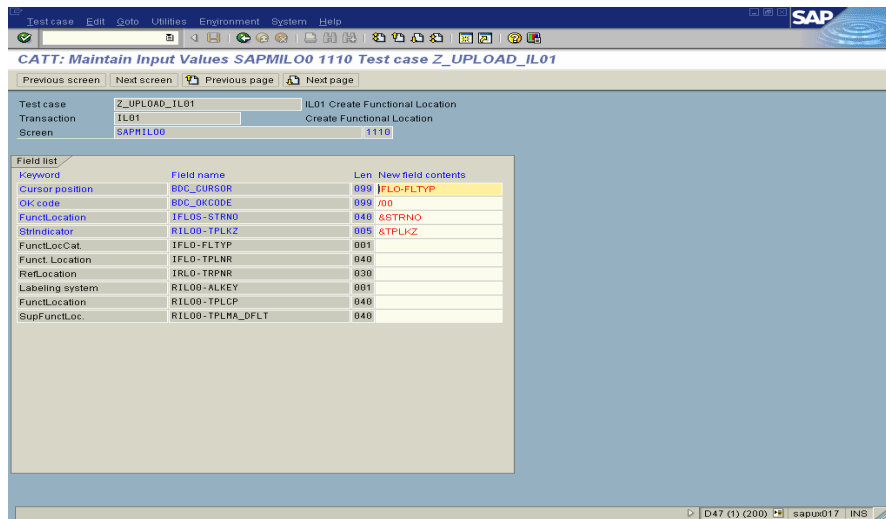 Testcase Edit Goto Utilities Environment System Help
SAP
CATT: Maintain Input Values SAPMILO0 1110 Test case Z_UPLOAD_IL01
Previous screen Next screen Previous page Next page
Test case Z_UPLOAD_IL01 IL01 Create Functional Location
Transaction IL01 Create Functional Location
Screen SAPMILO0 1110
Field list
Keyword Field name Len New field contents
Cursor position BDC_CURSOR 099 IFLO-FLTYP
OK code BDC_OKCODE 099 /00
FunctLocation IFLOS-STRNO 040 &STRNO
StrIndicator RILO0-TPLKZ 005 &TPLKZ
FunctLocCat. IFLO-FLTYP 001
Funct. Location IFLO-TPLNR 040
RefLocation IRLO-TRPNR 030
Labeling system RILO0-ALKEY 001
FunctLocation RILO0-TPLCP 040
SupFunctLoc. RILO0-TPLMA_DFLT 040
D47 (1) (200) sapux017 INS